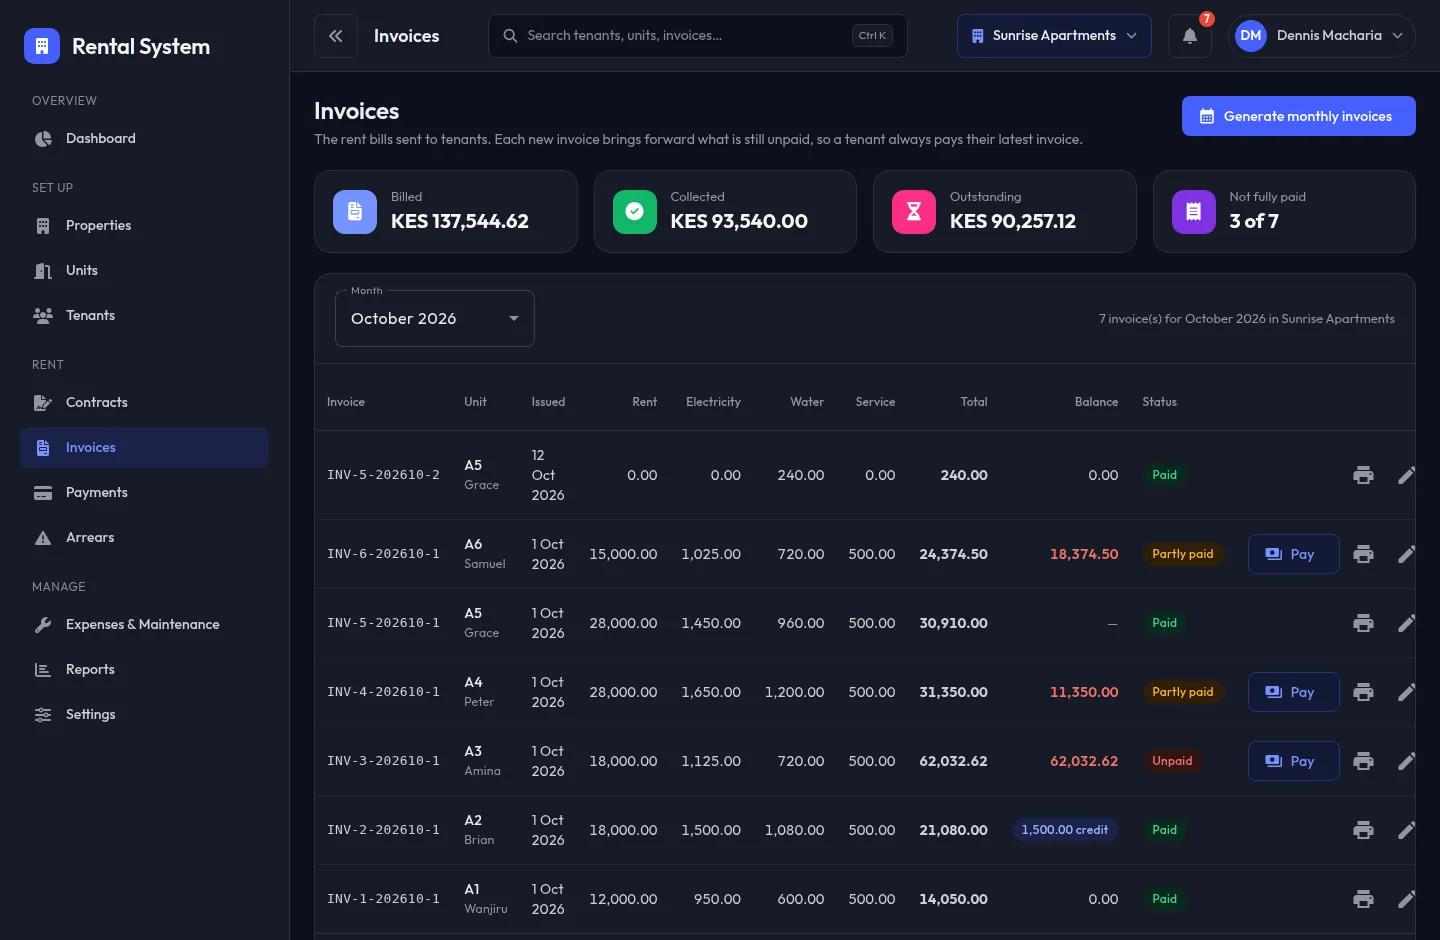 Rental System
OVERVIEW
Dashboard
SET UP
Properties
Units
Tenants
RENT
Contracts
Invoices
Payments
Arrears
MANAGE
Expenses & Maintenance
Reports
Settings
Invoices
Search tenants, units, invoices...
Ctrl K
Sunrise Apartments
7
DM
Dennis Macharia
Invoices
The rent bills sent to tenants. Each new invoice brings forward what is still unpaid, so a tenant always pays their latest invoice.
Generate monthly invoices
Billed
KES 137,544.62
Collected
KES 93,540.00
Outstanding
KES 90,257.12
Not fully paid
3 of 7
Month
October 2026
7 invoice(s) for October 2026 in Sunrise Apartments
Invoice Unit Issued Rent Electricity Water Service Total Balance Status
INV-5-202610-2 A5 Grace 12 Oct 2026 0.00 0.00 240.00 0.00 240.00 0.00 Paid
INV-6-202610-1 A6 Samuel 1 Oct 2026 15,000.00 1,025.00 720.00 500.00 24,374.50 18,374.50 Partly paid Pay
INV-5-202610-1 A5 Grace 1 Oct 2026 28,000.00 1,450.00 960.00 500.00 30,910.00 — Paid
INV-4-202610-1 A4 Peter 1 Oct 2026 28,000.00 1,650.00 1,200.00 500.00 31,350.00 11,350.00 Partly paid Pay
INV-3-202610-1 A3 Amina 1 Oct 2026 18,000.00 1,125.00 720.00 500.00 62,032.62 62,032.62 Unpaid Pay
INV-2-202610-1 A2 Brian 1 Oct 2026 18,000.00 1,500.00 1,080.00 500.00 21,080.00 1,500.00 credit Paid
INV-1-202610-1 A1 Wanjiru 1 Oct 2026 12,000.00 950.00 600.00 500.00 14,050.00 0.00 Paid